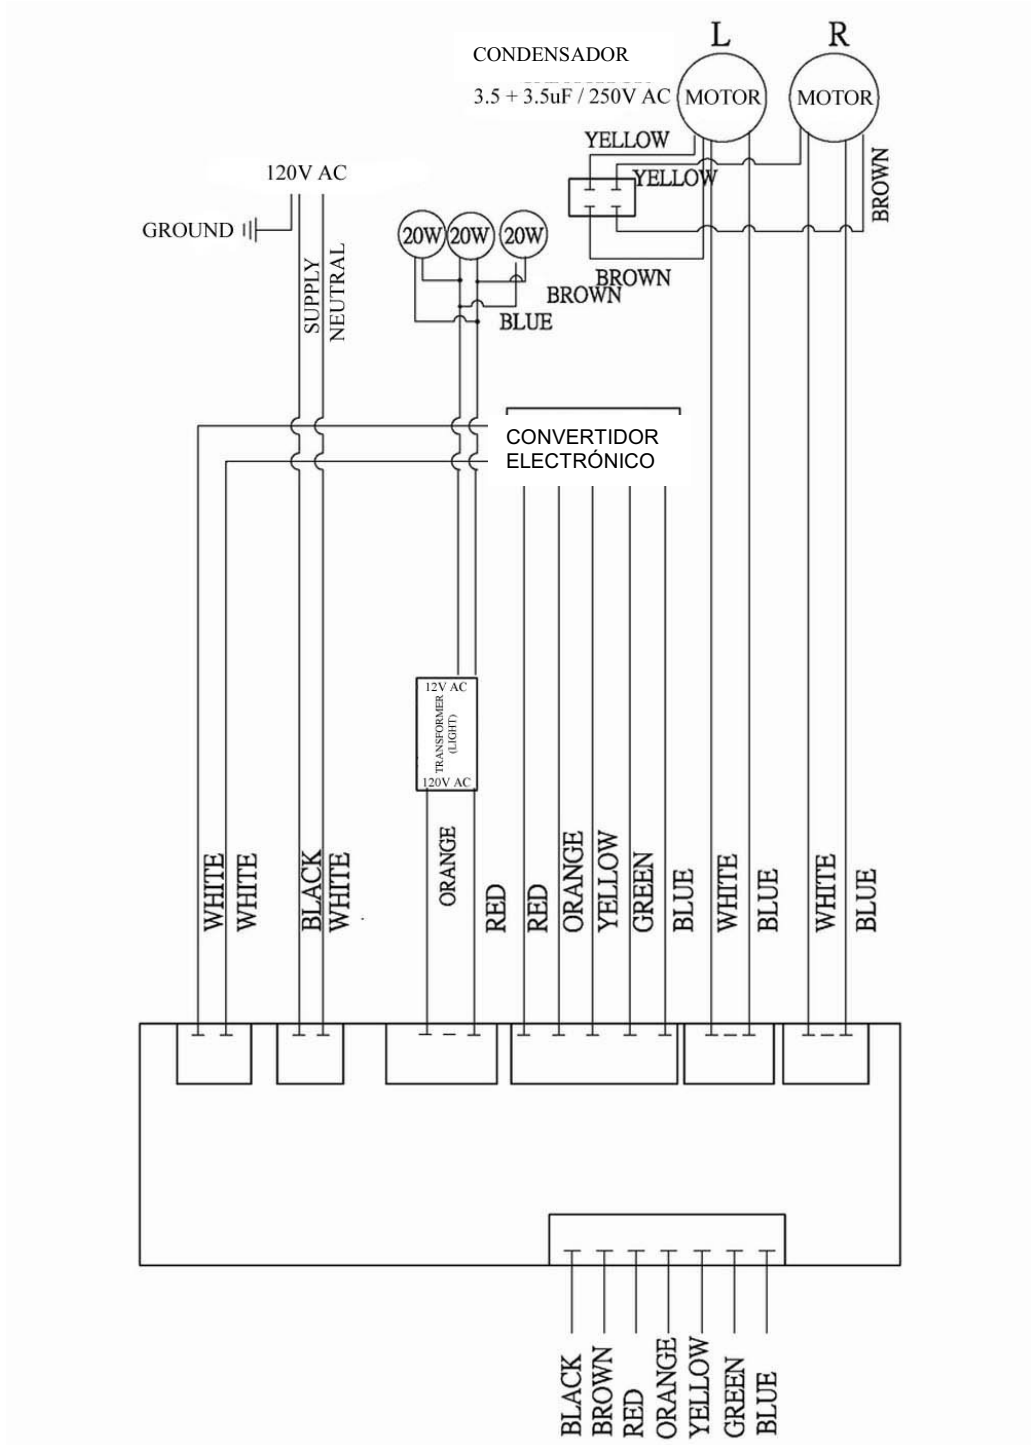 L
R
CONDENSADOR
3.5 + 3.5uF / 250V AC
MOTOR
MOTOR
YELLOW
YELLOW
BROWN
120V AC
GROUND
SUPPLY
NEUTRAL
20W
20W
20W
BROWN
BROWN
BLUE
CONVERTIDOR
ELECTRÓNICO
12V AC
TRANSFORMER
(LIGHT)
120V AC
WHITE
WHITE
BLACK
WHITE
ORANGE
RED
RED
ORANGE
YELLOW
GREEN
BLUE
WHITE
BLUE
WHITE
BLUE
BLACK
BROWN
RED
ORANGE
YELLOW
GREEN
BLUE